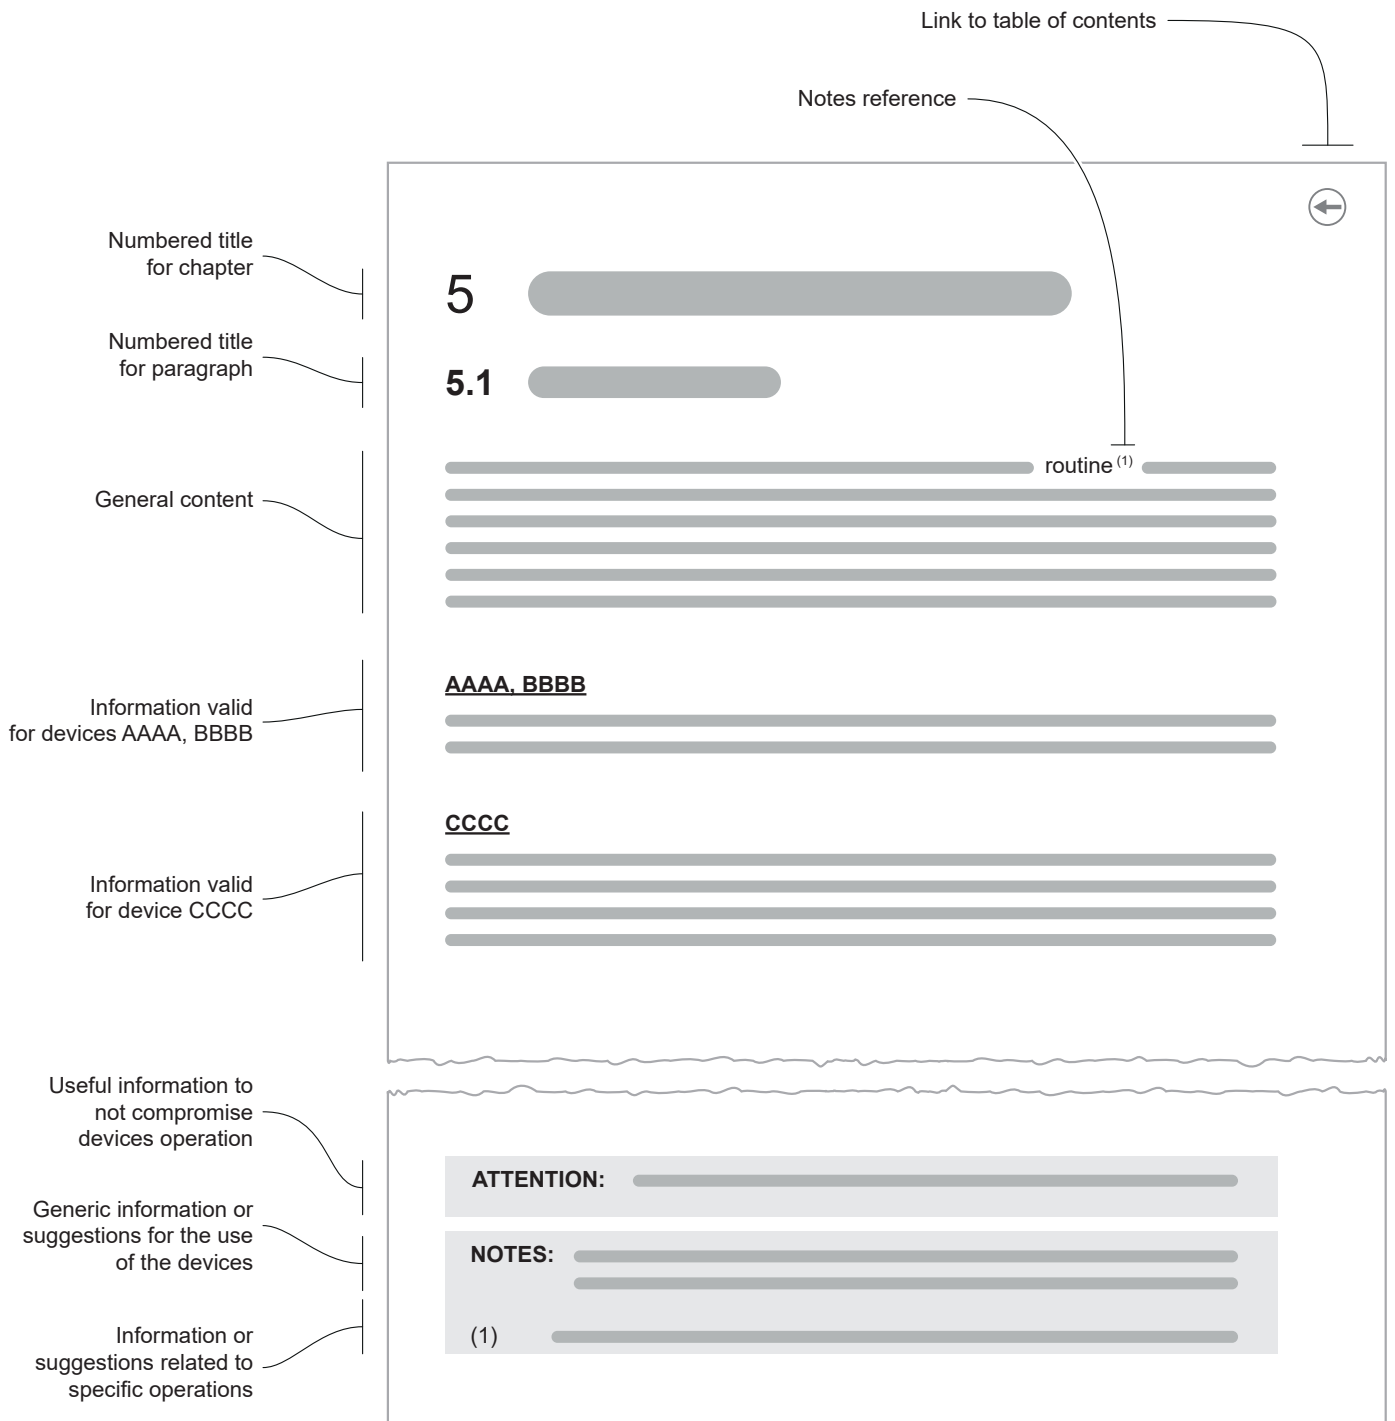 Link to table of contents
Notes reference
Numbered title
for chapter
5
Numbered title
for paragraph
5.1
General content
routine (1)
Information valid
for devices AAAA, BBBB
AAAA, BBBB
Information valid
for device CCCC
CCCC
Useful information to
not compromise
devices operation
ATTENTION:
Generic information or
suggestions for the use
of the devices
NOTES:
Information or
suggestions related to
specific operations
(1)